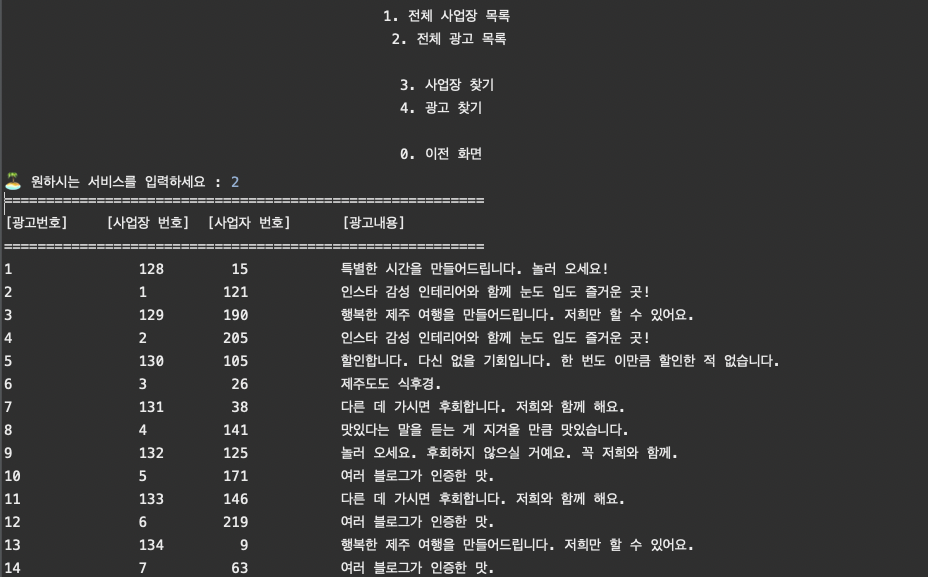 1. 전체 사업장 목록
2. 전체 광고 목록
3. 사업장 찾기
4. 광고 찾기
0. 이전 화면
🏝️ 원하시는 서비스를 입력하세요 : 2
=========================================================
[광고번호] [사업장 번호] [사업자 번호] [광고내용]
=========================================================
1 128 15 특별한 시간을 만들어드립니다. 놀러 오세요!
2 1 121 인스타 감성 인테리어와 함께 눈도 입도 즐거운 곳!
3 129 190 행복한 제주 여행을 만들어드립니다. 저희만 할 수 있어요.
4 2 205 인스타 감성 인테리어와 함께 눈도 입도 즐거운 곳!
5 130 105 할인합니다. 다신 없을 기회입니다. 한 번도 이만큼 할인한 적 없습니다.
6 3 26 제주도도 식후경.
7 131 38 다른 데 가시면 후회합니다. 저희와 함께 해요.
8 4 141 맛있다는 말을 듣는 게 지겨울 만큼 맛있습니다.
9 132 125 놀러 오세요. 후회하지 않으실 거예요. 꼭 저희와 함께.
10 5 171 여러 블로그가 인증한 맛.
11 133 146 다른 데 가시면 후회합니다. 저희와 함께 해요.
12 6 219 여러 블로그가 인증한 맛.
13 134 9 행복한 제주 여행을 만들어드립니다. 저희만 할 수 있어요.
14 7 63 여러 블로그가 인증한 맛.